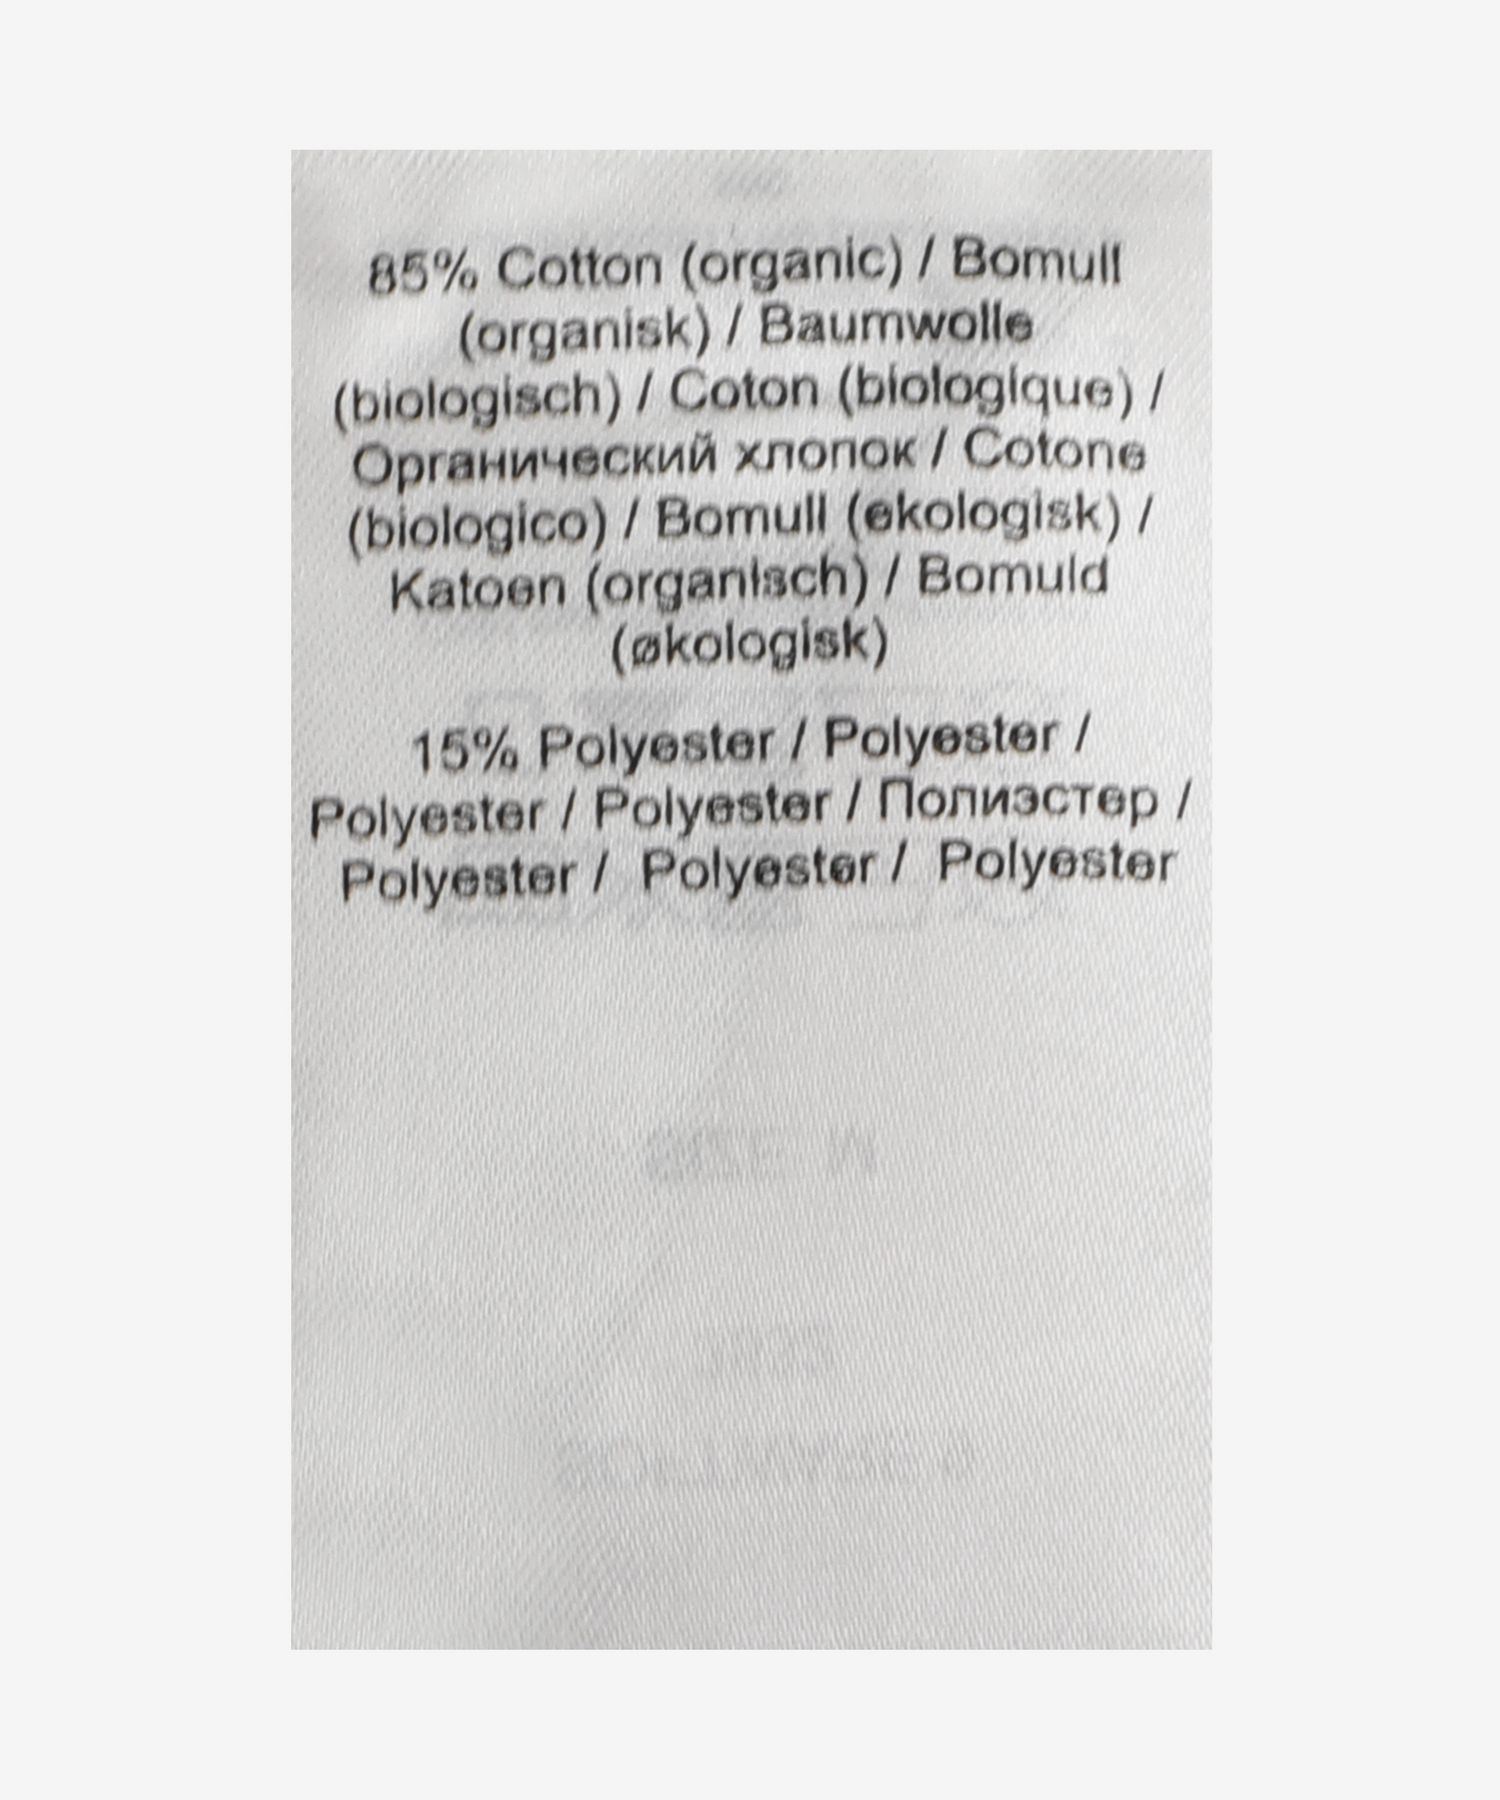 85% Cotton (organic) / Bomull
(organisk) / Baumwolle
(biologisch) / Coton (biologique) /
Органический хлопок / Cotone
(biologico) / Bomull (ekologisk) /
Katoen (organisch) / Bomuld
(økologisk)
15% Polyester / Polyester /
Polyester / Polyester / Полиэстер /
Polyester / Polyester / Polyester